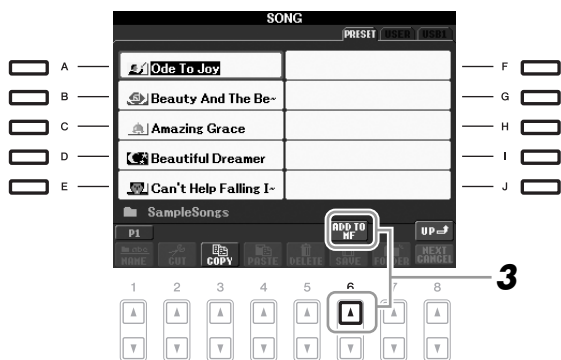 SONG
PRESET USER USB1
A Ode To Joy F
B Beauty And The Be~ G
C Amazing Grace H
D Beautiful Dreamer I
E Can't Help Falling I~ J
SampleSongs
P1 ADD TO MF UP
NAME CUT COPY PASTE DELETE SAVE FOLDER NEXT CANCEL
3
1 2 3 4 5 6 7 8